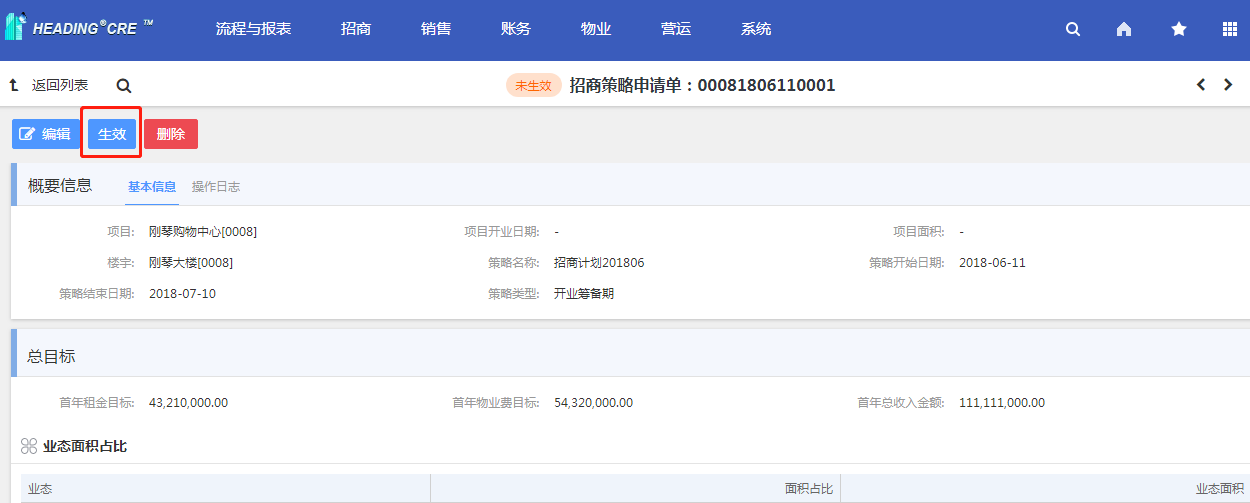 HEADING®CRE ™ 流程与报表 招商 销售 账务 物业 营运 系统
返回列表 未生效 招商策略申请单：00081806110001
编辑 生效 删除
概要信息 基本信息 操作日志
项目: 刚琴购物中心[0008] 项目开业日期: - 项目面积: -
楼宇: 刚琴大楼[0008] 策略名称: 招商计划201806 策略开始日期: 2018-06-11
策略结束日期: 2018-07-10 策略类型: 开业筹备期
总目标
首年租金目标: 43,210,000.00 首年物业费目标: 54,320,000.00 首年总收入金额: 111,111,000.00
业态面积占比
业态 面积占比 业态面积